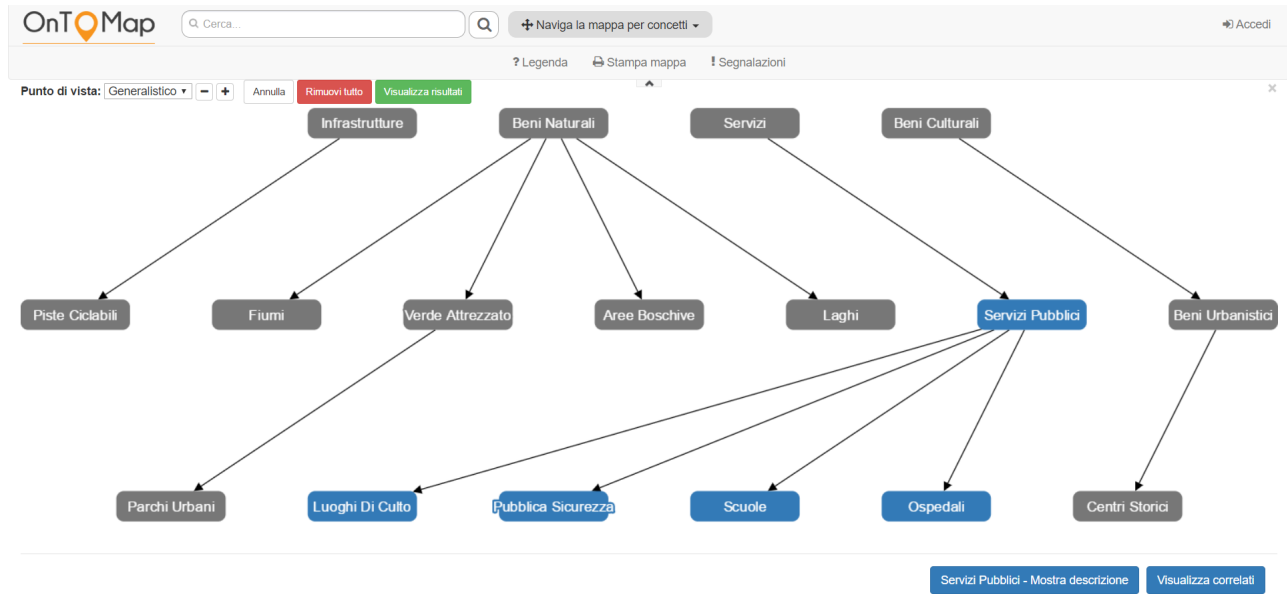 OnTOMap Cerca... Naviga la mappa per concetti Accedi
? Legenda Stampa mappa ! Segnalazioni
Punto di vista: Generalistico Annulla Rimuovi tutto Visualizza risultati
Infrastrutture Beni Naturali Servizi Beni Culturali
Piste Ciclabili Fiumi Verde Attrezzato Aree Boschive Laghi Servizi Pubblici Beni Urbanistici
Parchi Urbani Luoghi Di Culto Pubblica Sicurezza Scuole Ospedali Centri Storici
Servizi Pubblici - Mostra descrizione Visualizza correlati